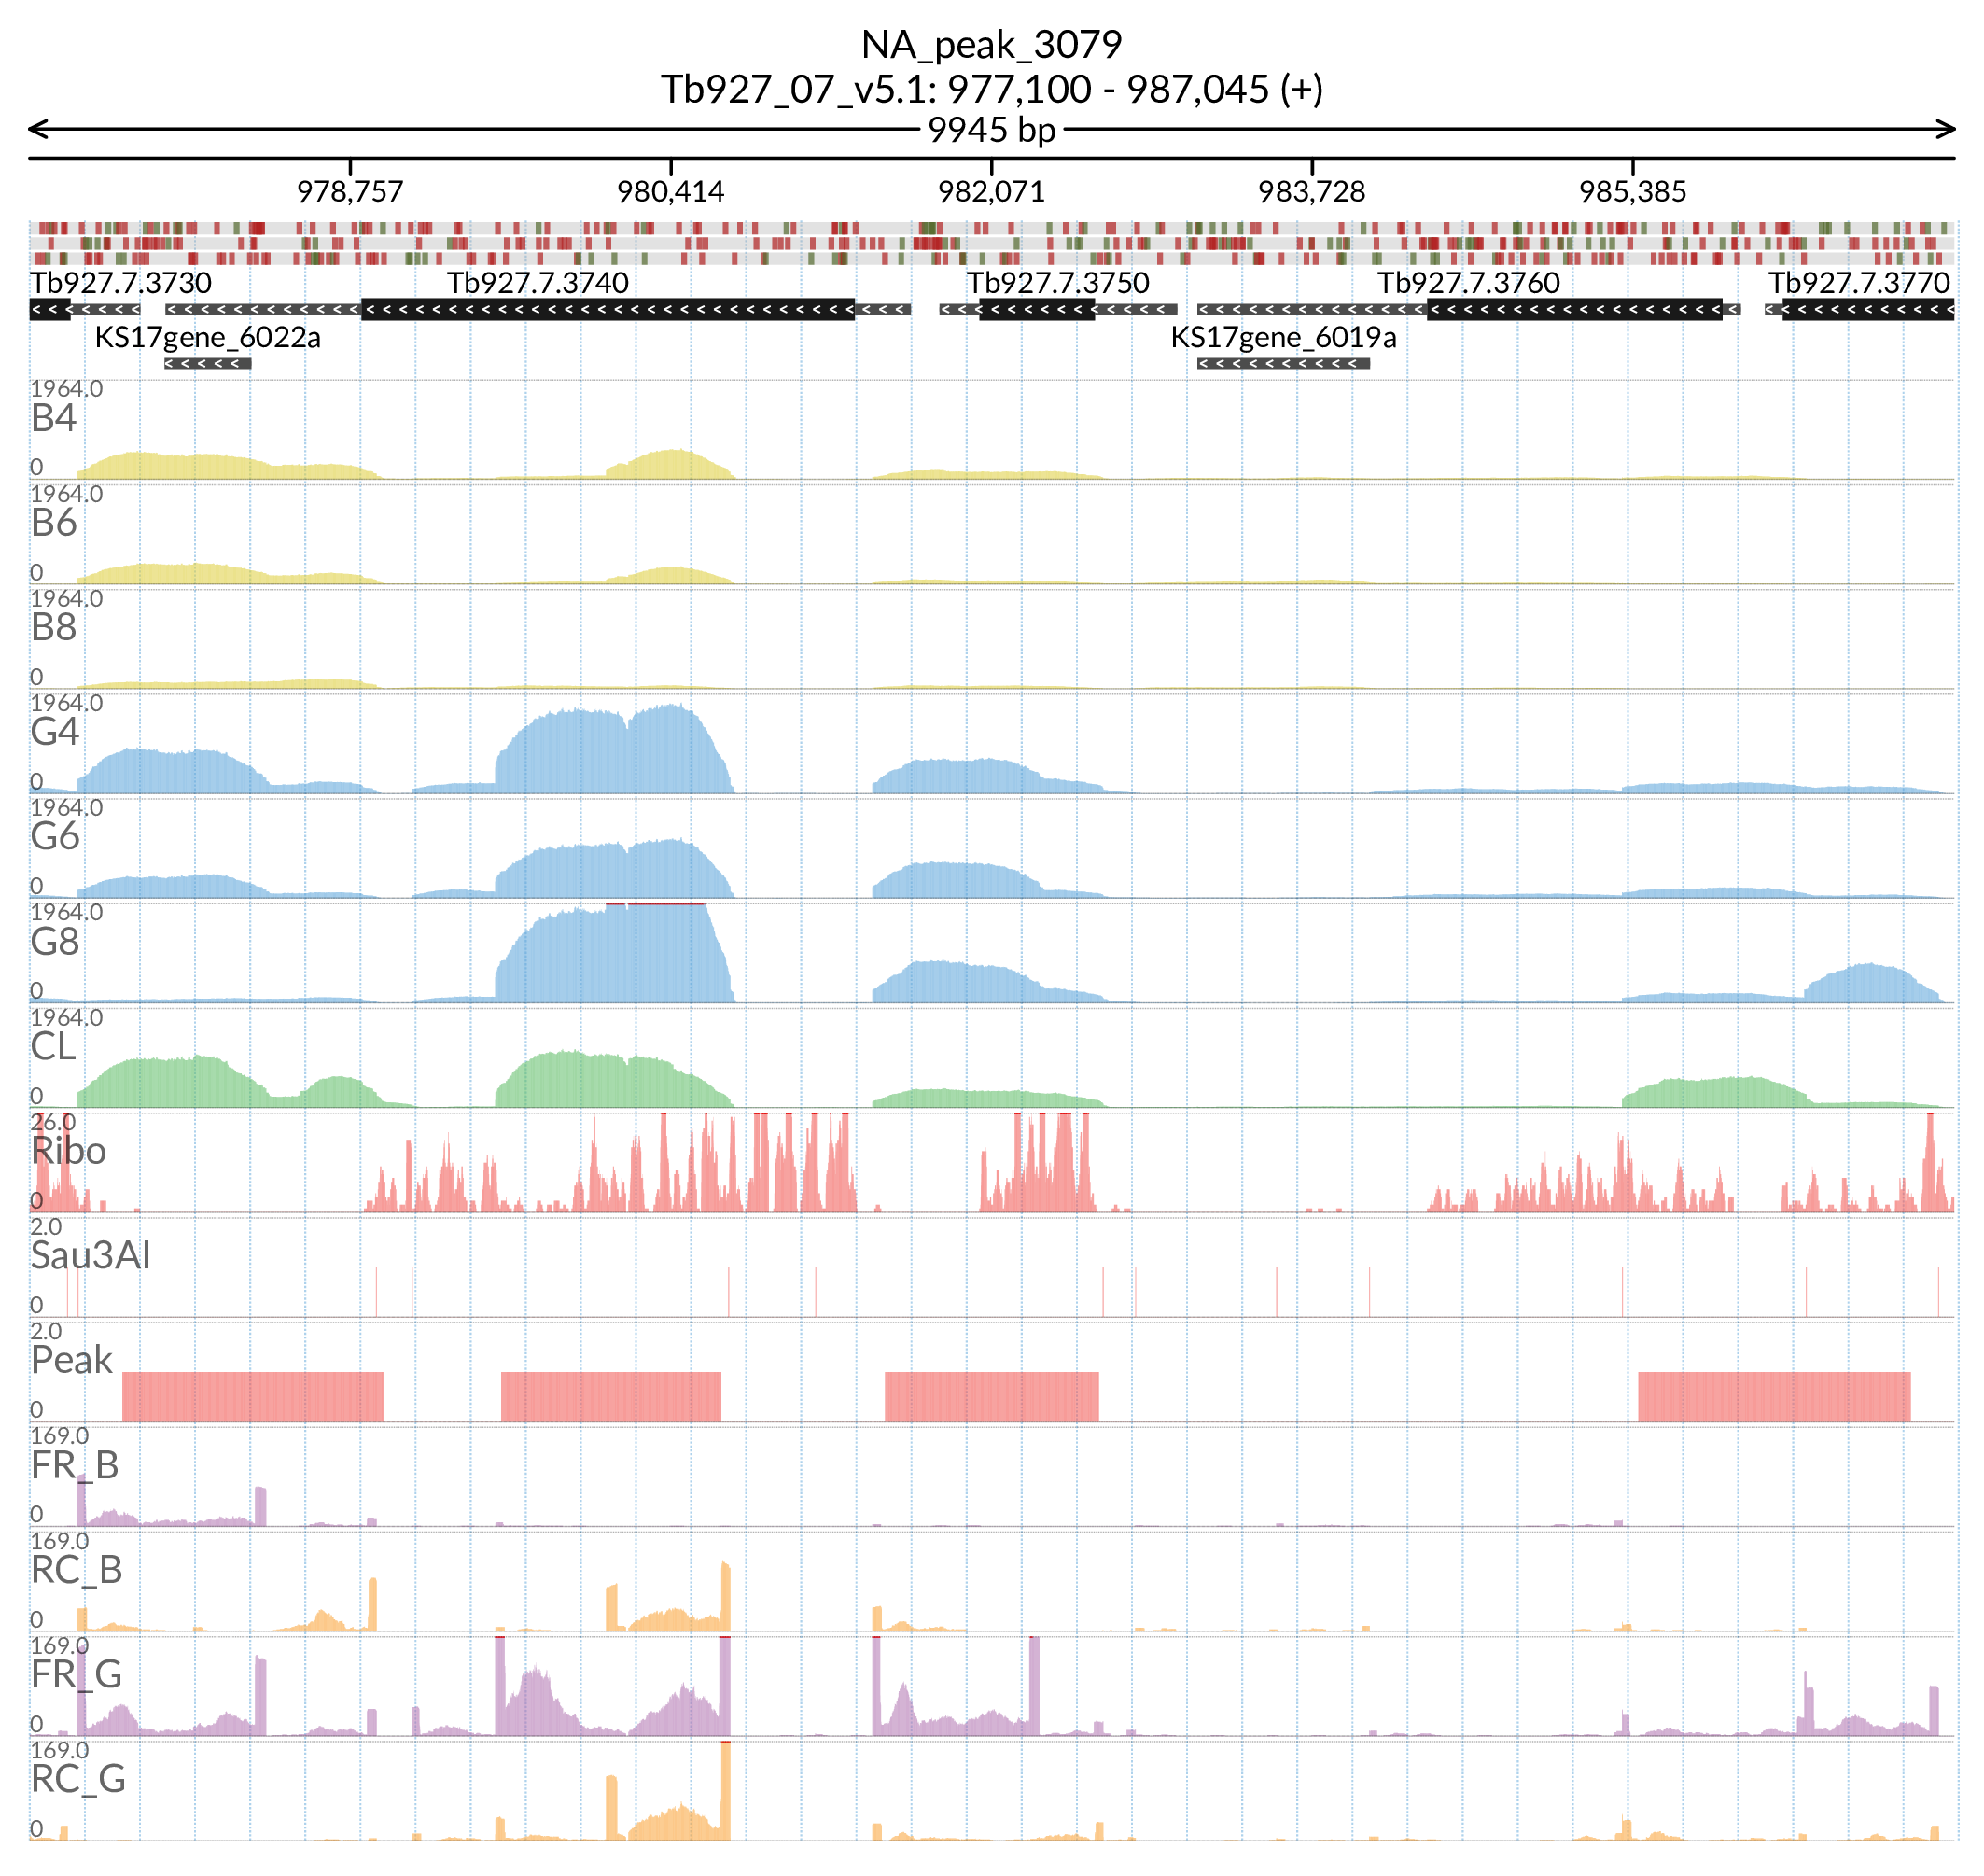 NA_peak_3079
Tb927_07_v5.1: 977,100 - 987,045 (+)
9945 bp
978,757 980,414 982,071 983,728 985,385
Tb927.7.3730 Tb927.7.3740 Tb927.7.3750 Tb927.7.3760 Tb927.7.3770
KS17gene_6022a KS17gene_6019a
1964.0
B4
0
1964.0
B6
0
1964.0
B8
0
1964.0
G4
0
1964.0
G6
0
1964.0
G8
0
1964.0
CL
0
26.0
Ribo
0
2.0
Sau3AI
0
2.0
Peak
0
169.0
FR_B
0
169.0
RC_B
0
169.0
FR_G
0
169.0
RC_G
0